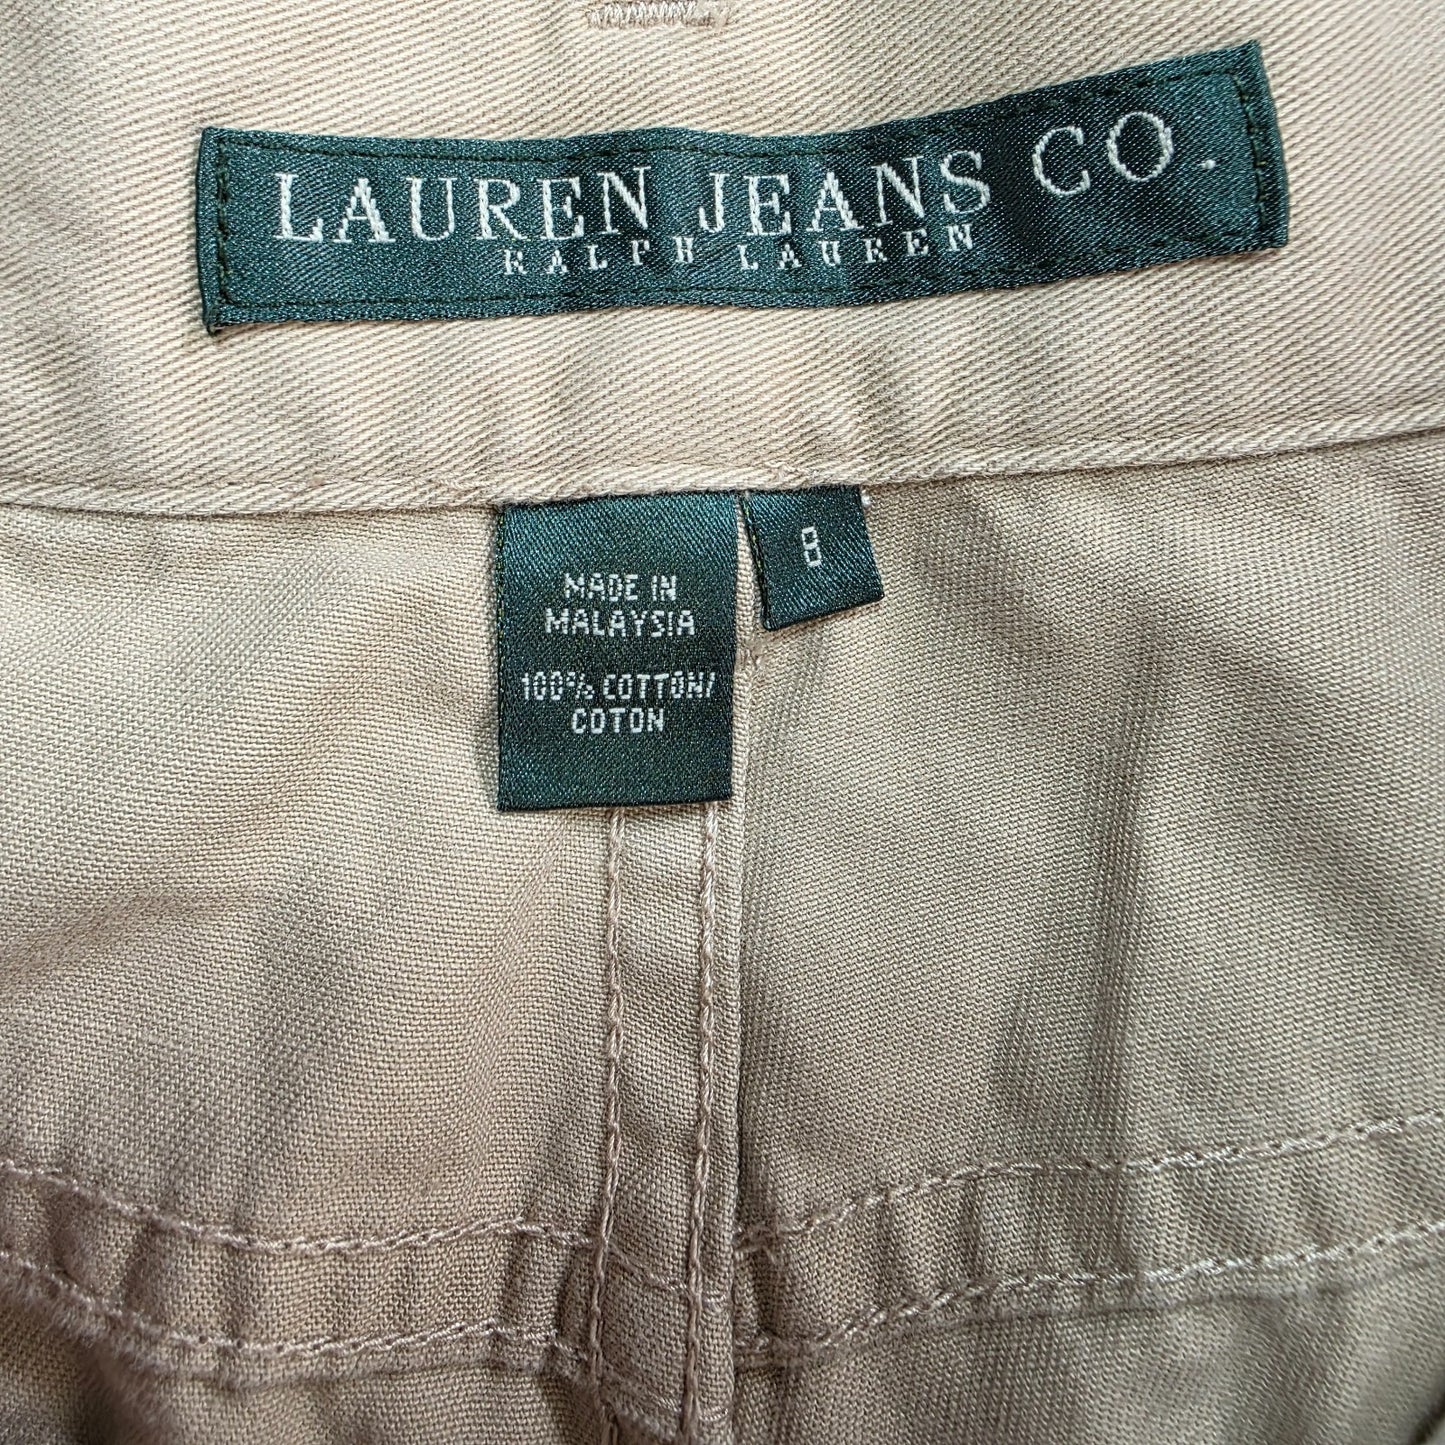 LAUREN JEANS CO.
RALPH LAUREN
MADE IN
MALAYSIA
100% COTTON/
COTON
8